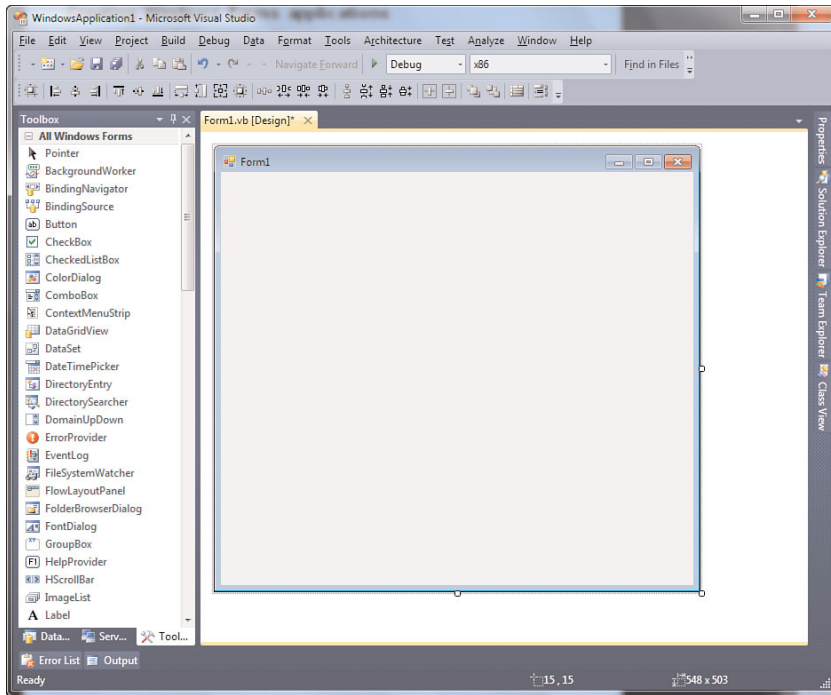 WindowsApplication1 - Microsoft Visual Studio
File Edit View Project Build Debug Data Format Tools Architecture Test Analyze Window Help
Navigate Forward Debug x86 Find in Files
Toolbox
Form1.vb [Design]*
All Windows Forms
Pointer
BackgroundWorker
BindingNavigator
BindingSource
ab Button
CheckBox
CheckedListBox
ColorDialog
ComboBox
ContextMenuStrip
DataGridView
DataSet
DateTimePicker
DirectoryEntry
DirectorySearcher
DomainUpDown
ErrorProvider
EventLog
FileSystemWatcher
FlowLayoutPanel
FolderBrowserDialog
FontDialog
GroupBox
F1 HelpProvider
HScrollBar
ImageList
A Label
Form1
Properties
Solution Explorer
Team Explorer
Class View
Data... Serv... Tool...
Error List Output
Ready 15 , 15 548 x 503